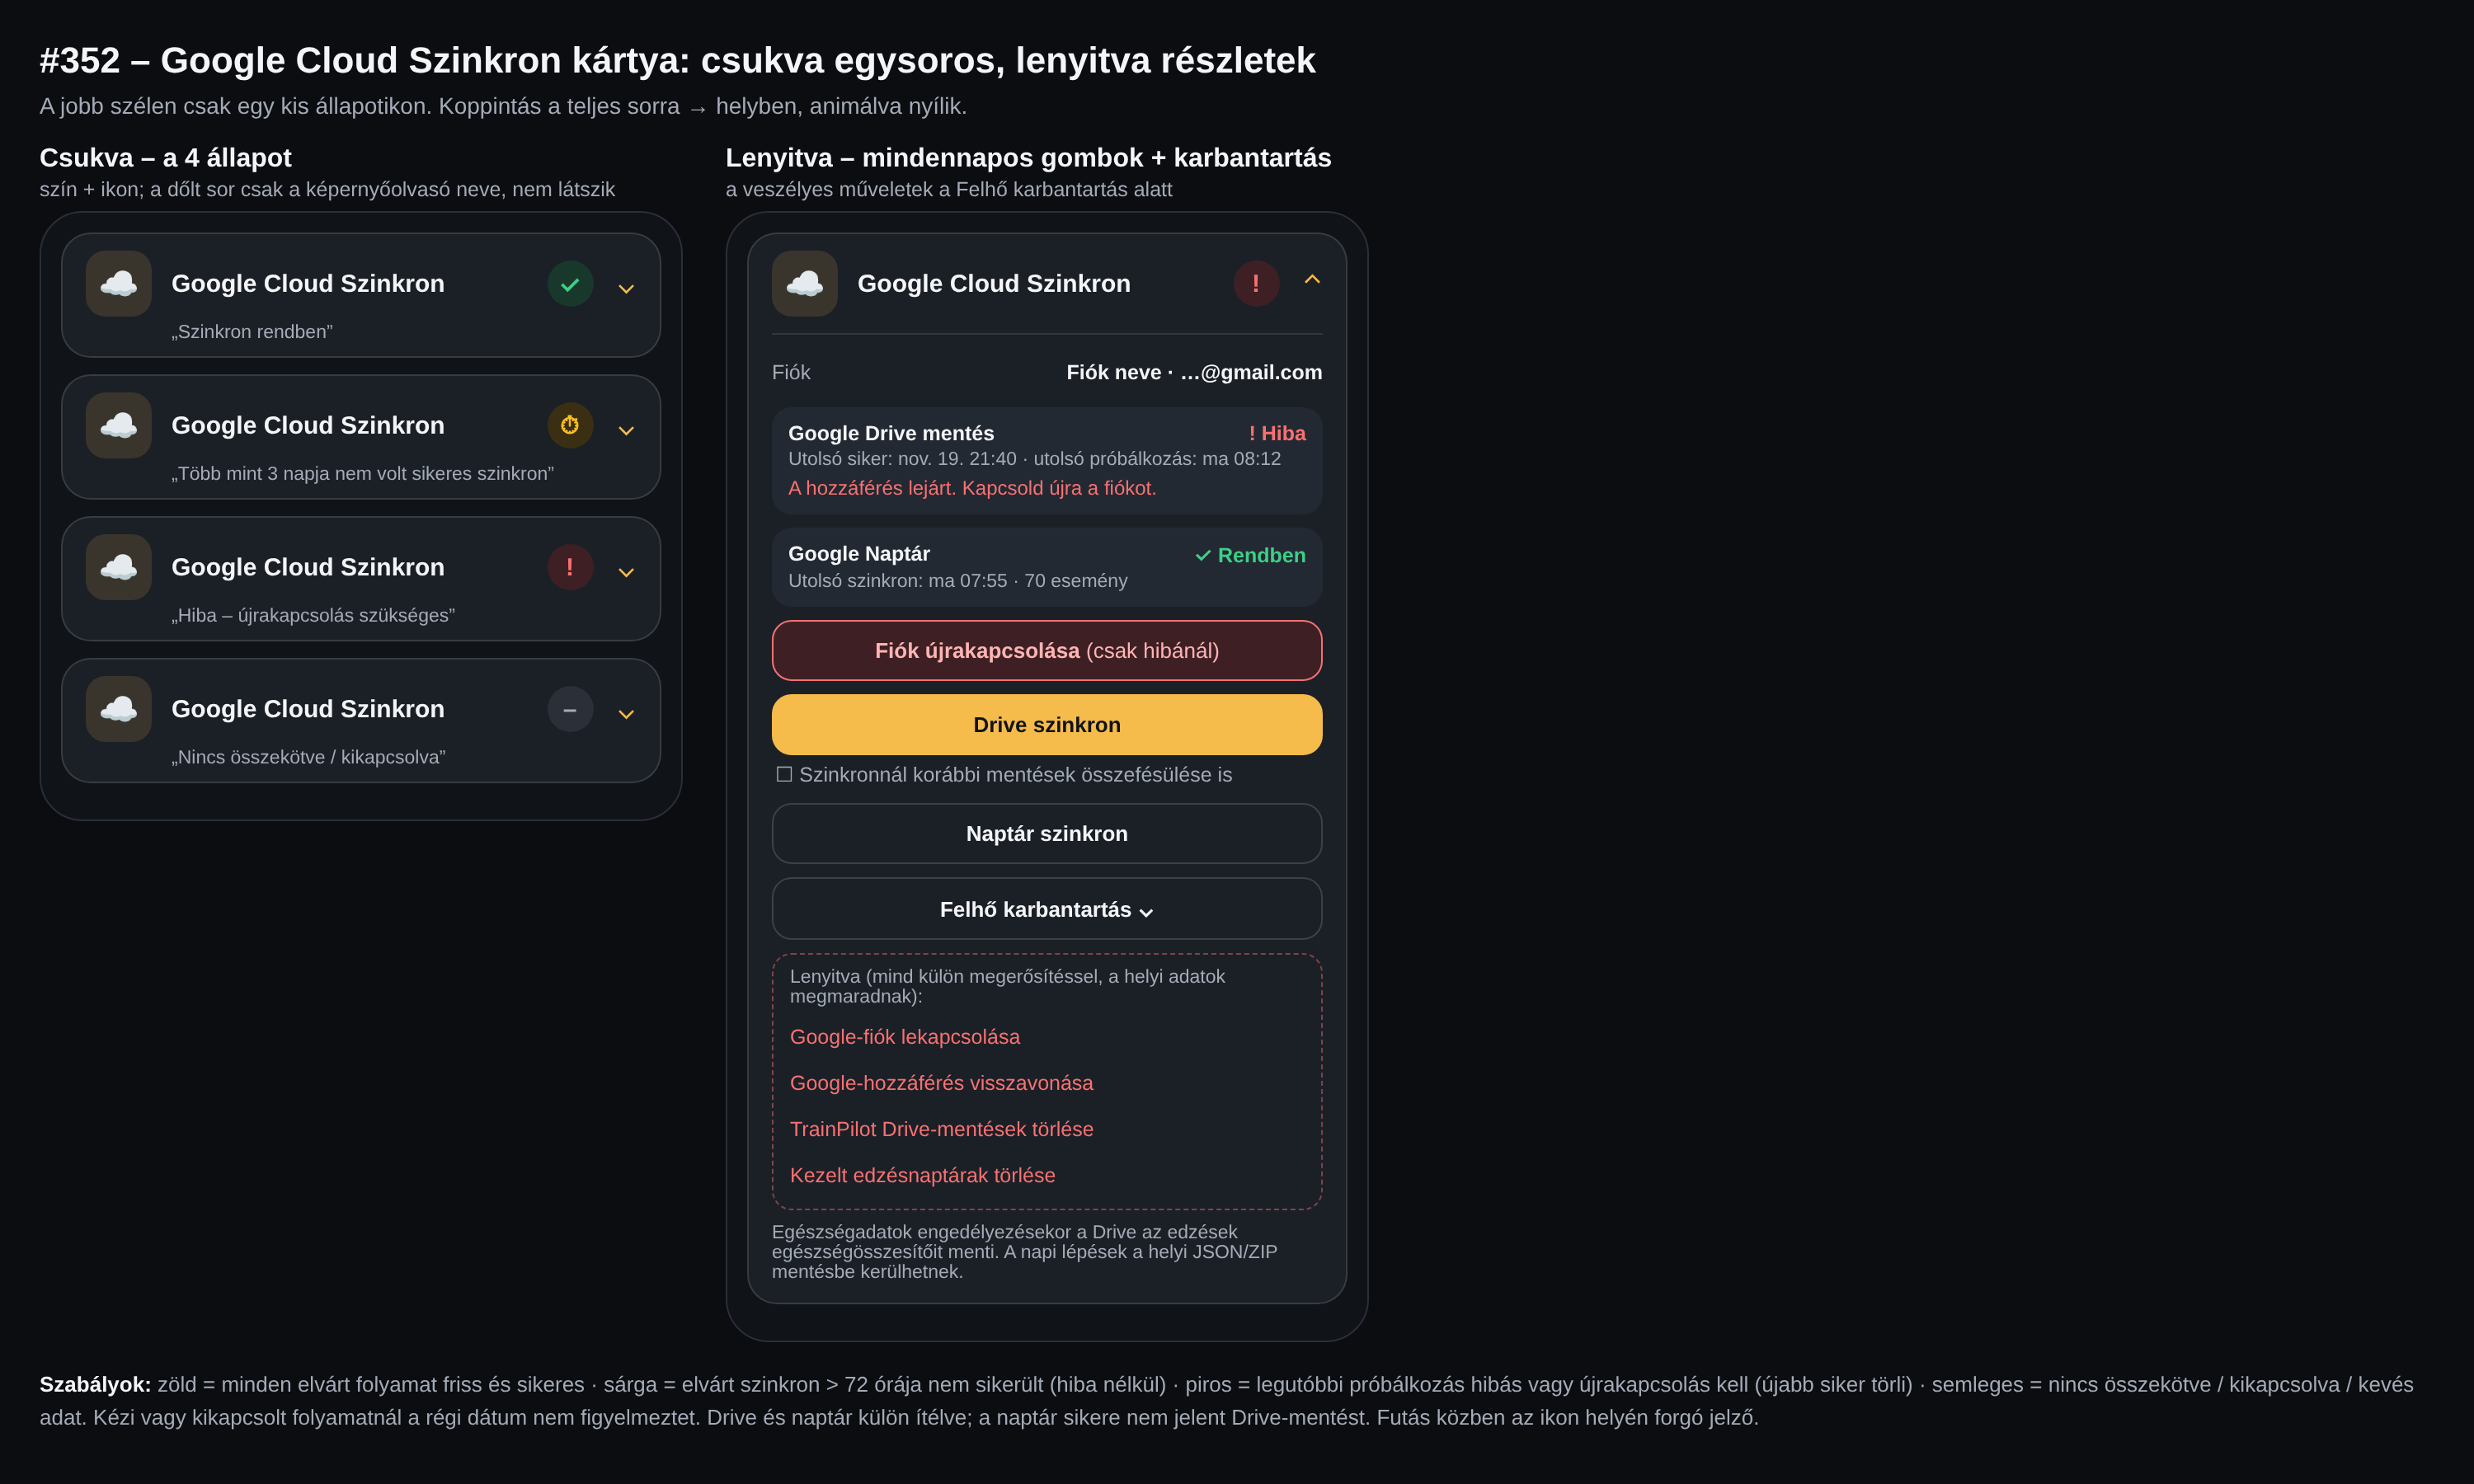 #352 – Google Cloud Szinkron kártya: csukva egysoros, lenyitva részletek
A jobb szélen csak egy kis állapotikon. Koppintás a teljes sorra → helyben, animálva nyílik.
Csukva – a 4 állapot
szín + ikon; a dőlt sor csak a képernyőolvasó neve, nem látszik
Google Cloud Szinkron
„Szinkron rendben”
Google Cloud Szinkron
„Több mint 3 napja nem volt sikeres szinkron”
Google Cloud Szinkron
!
„Hiba – újrakapcsolás szükséges”
Google Cloud Szinkron
–
„Nincs összekötve / kikapcsolva”
Lenyitva – mindennapos gombok + karbantartás
a veszélyes műveletek a Felhő karbantartás alatt
Google Cloud Szinkron
!
Fiók
Fiók neve · …@gmail.com
Google Drive mentés
! Hiba
Utolsó siker: nov. 19. 21:40 · utolsó próbálkozás: ma 08:12
A hozzáférés lejárt. Kapcsold újra a fiókot.
Google Naptár
✓ Rendben
Utolsó szinkron: ma 07:55 · 70 esemény
Fiók újrakapcsolása (csak hibánál)
Drive szinkron
☐ Szinkronnál korábbi mentések összefésülése is
Naptár szinkron
Felhő karbantartás
Lenyitva (mind külön megerősítéssel, a helyi adatok
megmaradnak):
Google-fiók lekapcsolása
Google-hozzáférés visszavonása
TrainPilot Drive-mentések törlése
Kezelt edzésnaptárak törlése
Egészségadatok engedélyezésekor a Drive az edzések
egészségösszesítőit menti. A napi lépések a helyi JSON/ZIP
mentésbe kerülhetnek.
Szabályok: zöld = minden elvárt folyamat friss és sikeres · sárga = elvárt szinkron > 72 órája nem sikerült (hiba nélkül) · piros = legutóbbi próbálkozás hibás vagy újrakapcsolás kell (újabb siker törli) · semleges = nincs összekötve / kikapcsolva / kevés
adat. Kézi vagy kikapcsolt folyamatnál a régi dátum nem figyelmeztet. Drive és naptár külön ítélve; a naptár sikere nem jelent Drive-mentést. Futás közben az ikon helyén forgó jelző.